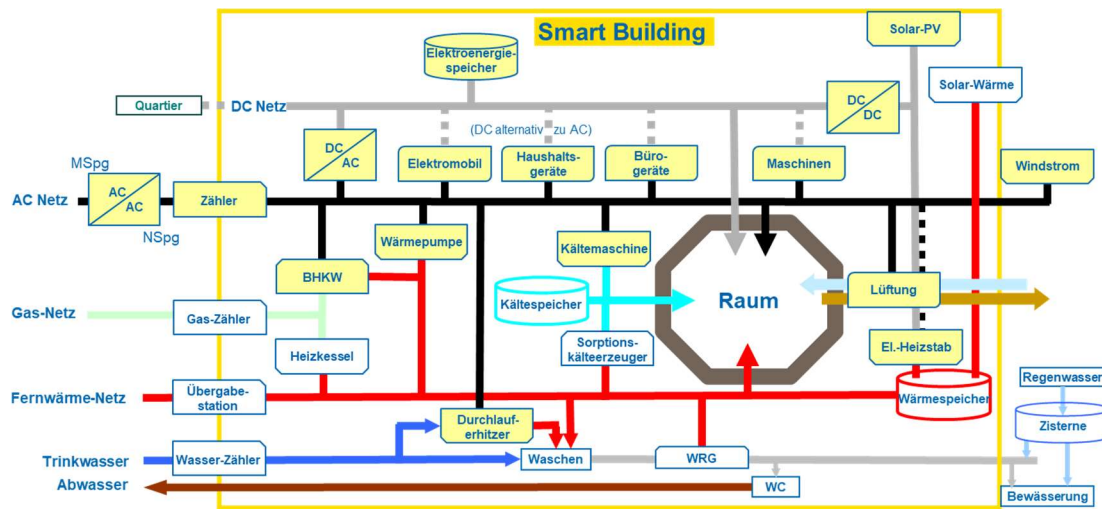 Smart Building
Solar-PV
Elektroenergie-
speicher
Solar-Wärme
Quartier
DC Netz
DC
DC
(DC alternativ zu AC)
DC
AC
Elektromobil
Haushalts-
geräte
Büro-
geräte
Maschinen
Windstrom
MSpg
AC Netz
AC
AC
Zähler
NSpg
Wärmepumpe
Kältemaschine
BHKW
Raum
Lüftung
Kältespeicher
Gas-Netz
Gas-Zähler
Heizkessel
Sorptions-
kälteerzeuger
El.-Heizstab
Fernwärme-Netz
Übergabe-
station
Wärmespeicher
Regenwasser
Durchlauf-
erhitzer
Zisterne
Trinkwasser
Wasser-Zähler
Waschen
WRG
Abwasser
WC
Bewässerung